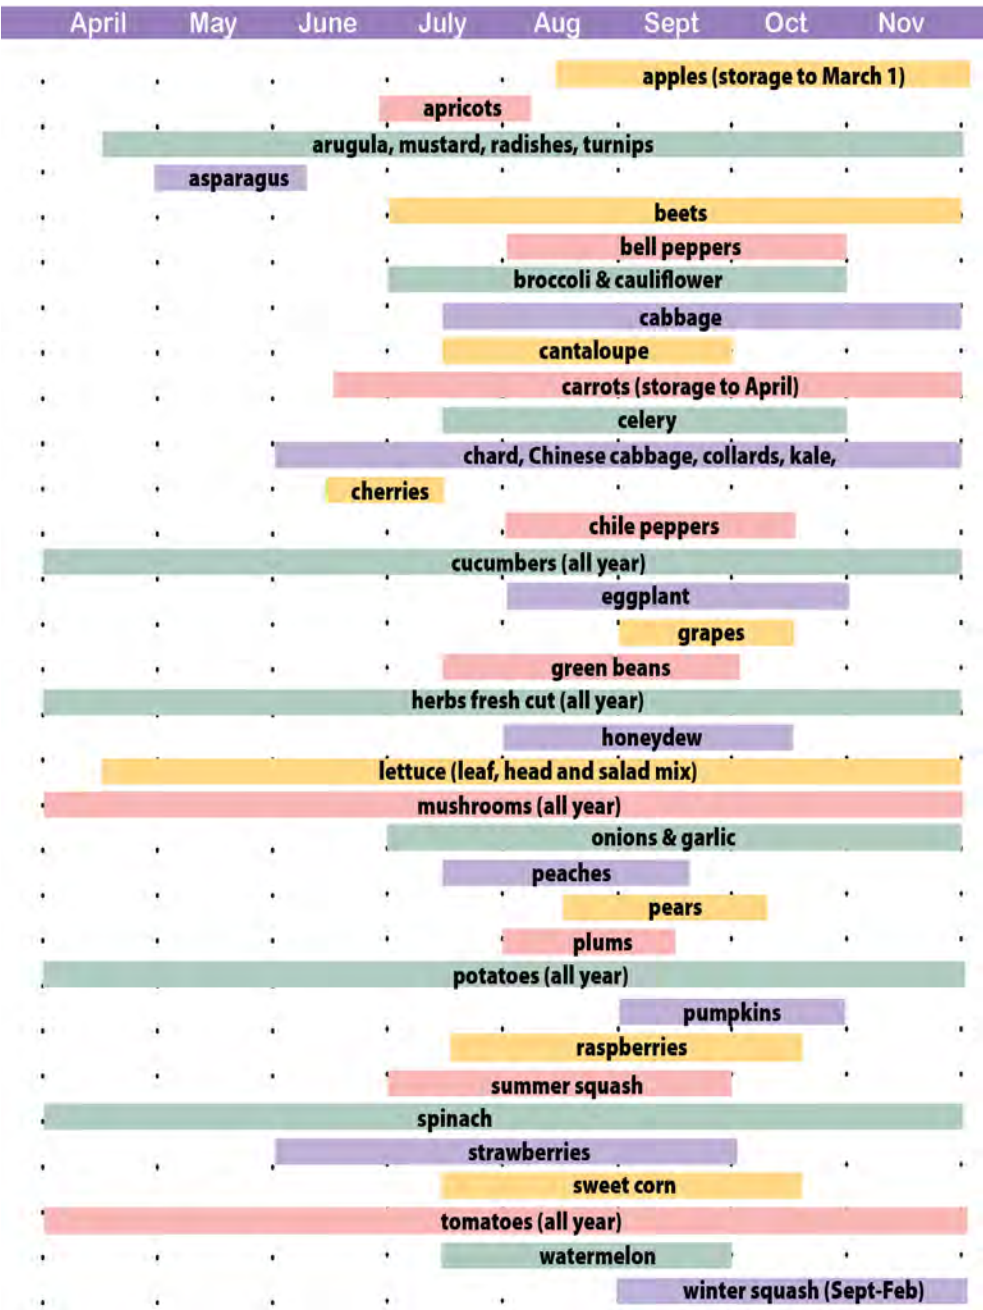 April May June July Aug Sept Oct Nov
apples (storage to March 1)
apricots
arugula, mustard, radishes, turnips
asparagus
beets
bell peppers
broccoli & cauliflower
cabbage
cantaloupe
carrots (storage to April)
celery
chard, Chinese cabbage, collards, kale,
cherries
chile peppers
cucumbers (all year)
eggplant
grapes
green beans
herbs fresh cut (all year)
honeydew
lettuce (leaf, head and salad mix)
mushrooms (all year)
onions & garlic
peaches
pears
plums
potatoes (all year)
pumpkins
raspberries
summer squash
spinach
strawberries
sweet corn
tomatoes (all year)
watermelon
winter squash (Sept-Feb)